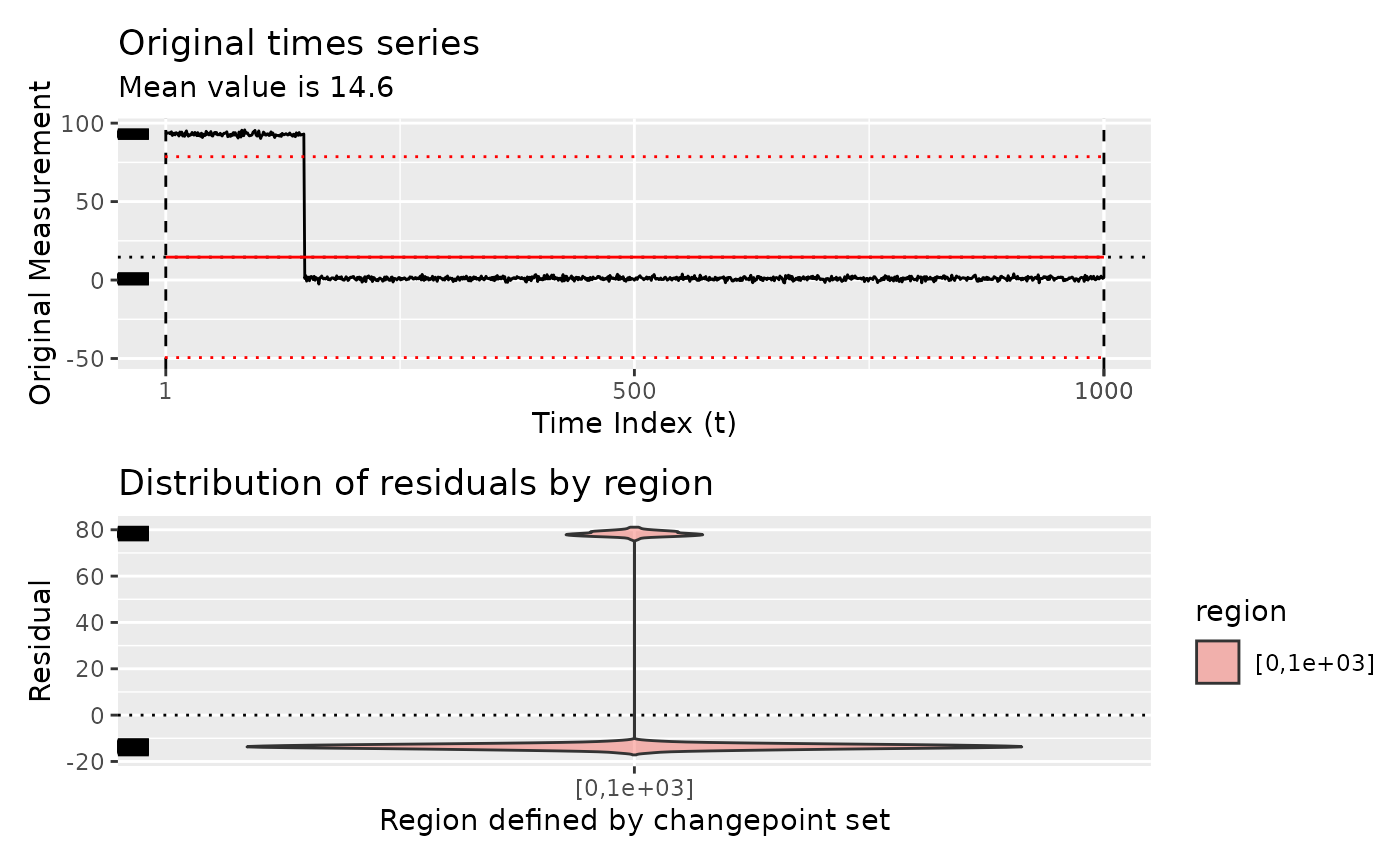 Original times series
Mean value is 14.6
Original Measurement
100
50
0
-50
1 500 1000
Time Index (t)
Distribution of residuals by region
Residual
80
60
40
20
0
-20
[0,1e+03]
Region defined by changepoint set
region
[0,1e+03]